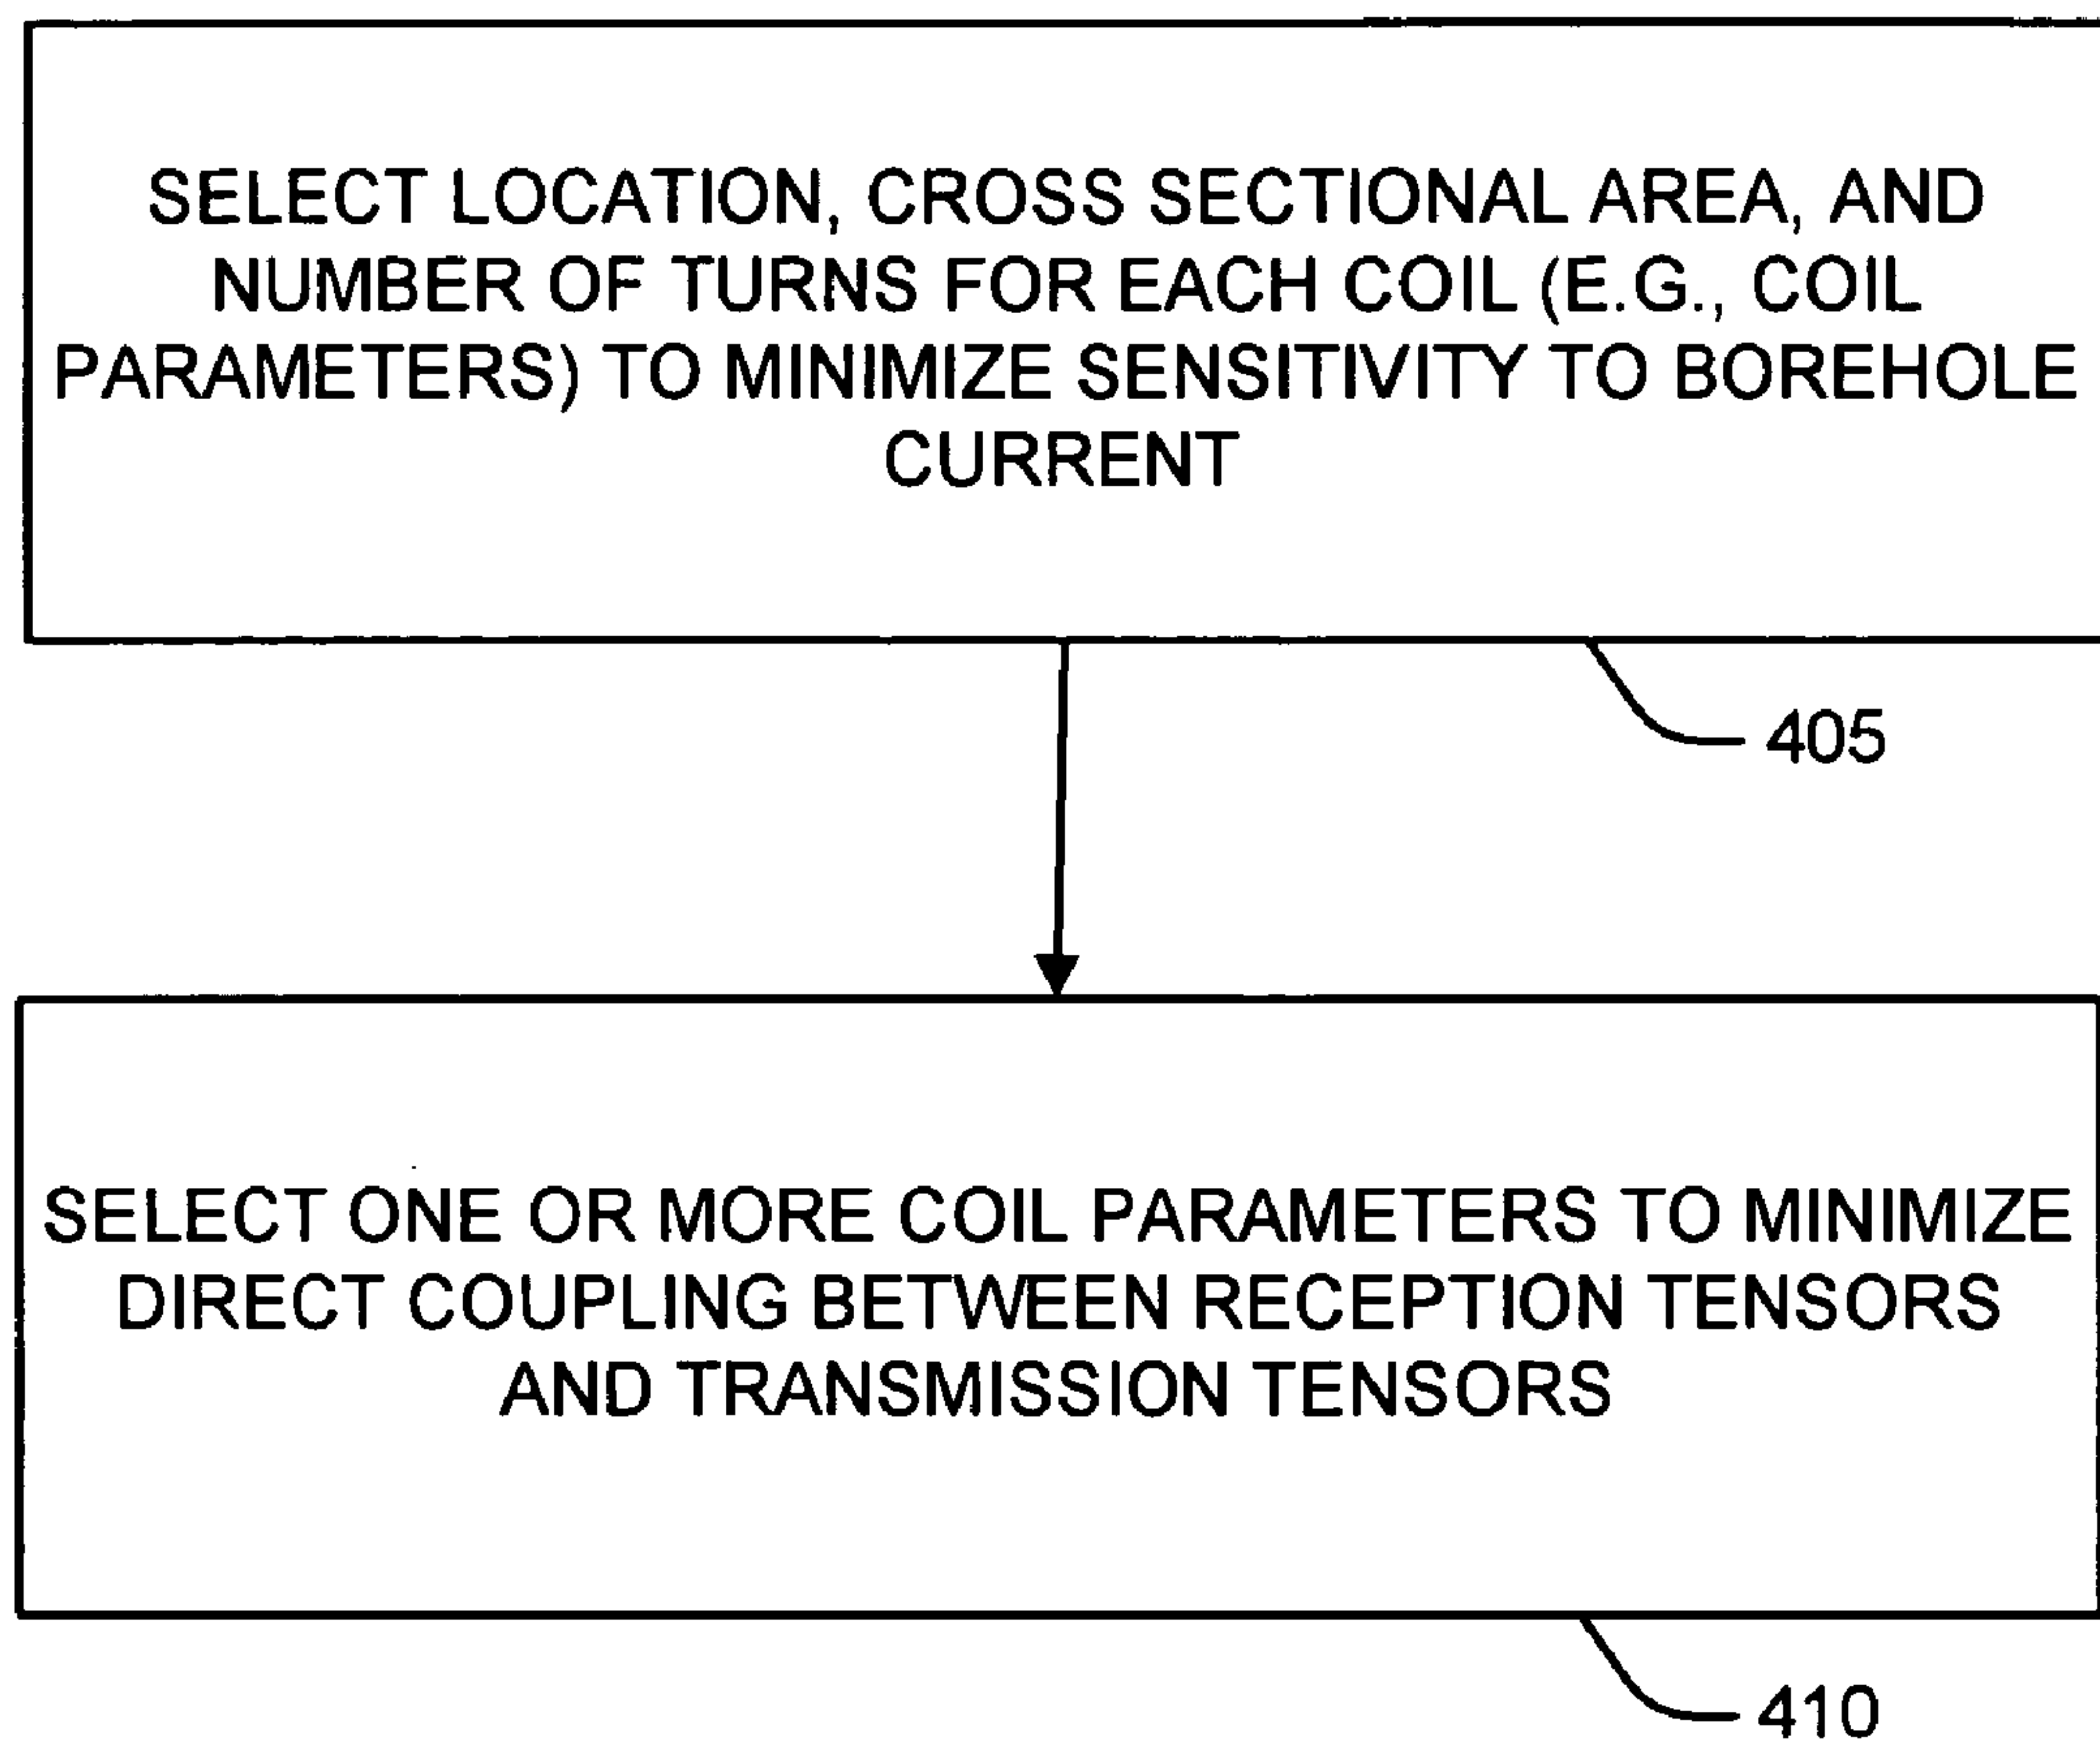 SELECT LOCATION, CROSS SECTIONAL AREA, AND
NUMBER OF TURNS FOR EACH COIL (E.G., COIL
PARAMETERS) TO MINIMIZE SENSITIVITY TO BOREHOLE
CURRENT
405
SELECT ONE OR MORE COIL PARAMETERS TO MINIMIZE
DIRECT COUPLING BETWEEN RECEPTION TENSORS
AND TRANSMISSION TENSORS
410